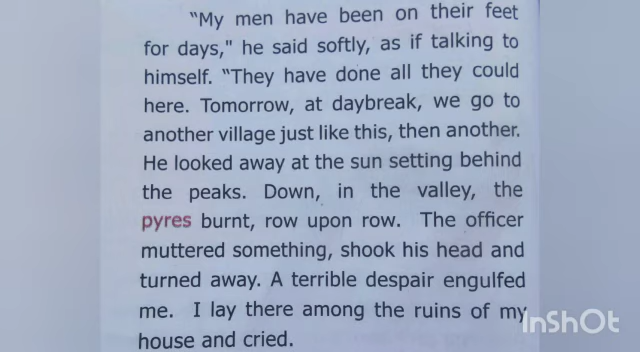 "My men have been on their feet
for days," he said softly, as if talking to
himself. "They have done all they could
here. Tomorrow, at daybreak, we go to
another village just like this, then another.
He looked away at the sun setting behind
the peaks. Down, in the valley, the
pyres burnt, row upon row. The officer
muttered something, shook his head and
turned away. A terrible despair engulfed
me. I lay there among the ruins of my
house and cried.
InShOt